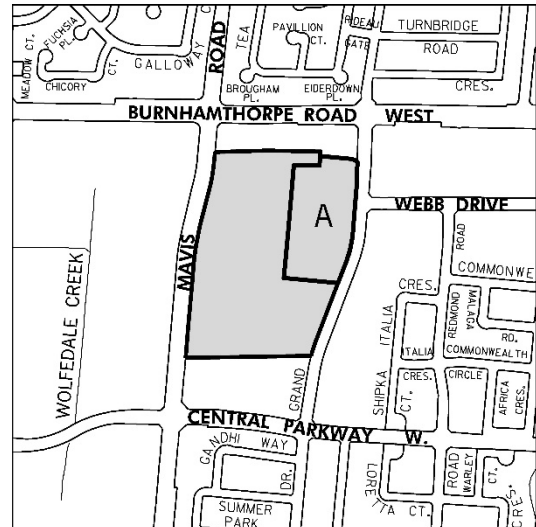 MEADOW CT.
FUCHSIA PL.
CHICORY
CT.
GALLOWAY
ROAD
TEA
PAVILLION
CT.
RIDEAU
GATE
TURNBRIDGE
ROAD
CRES.
BROUGHAM
PL.
EIDERDOWN
PL.
BURNHAMTHORPE ROAD WEST
A
WEBB DRIVE
MAVIS
WOLFEDALE CREEK
ROAD
COMMONWE
CRES.
ITALIA
REDMOND
MALAGA
RD.
ITALIA
COMMONWEALTH
CRES.
CIRCLE
SHIPKA
CT.
AFRICA
CRES.
GRAND
CENTRAL PARKWAY W.
GANDHI WAY
DR.
SUMMER
PARK
LORE
TTA CT.
ROAD
WARLEY
CT.
CRES.